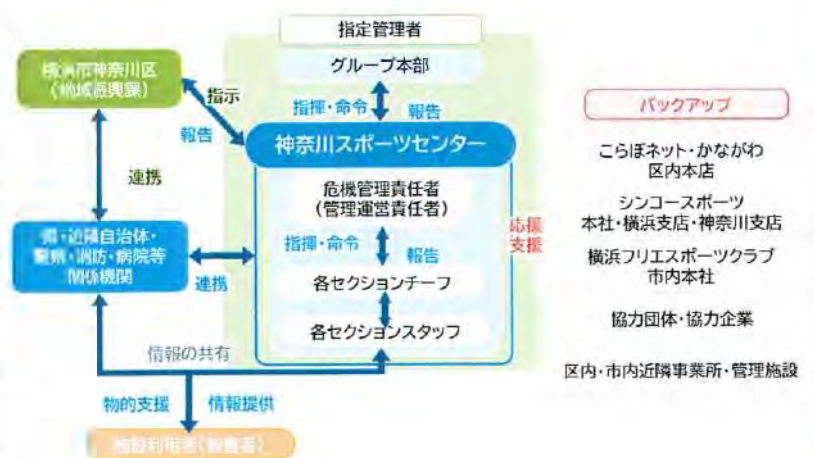 指定管理者
グループ本部
横浜市神奈川区
(地域振興課)
指示
報告
指揮・命令
報告
神奈川スポーツセンター
連携
危機管理責任者
(管理運営責任者)
指揮・命令
報告
応援
支援
・近隣自治体・
警察・消防・病院等
関係機関
連携
各セクションチーフ
各セクションスタッフ
情報の共有
物的支援
情報提供
施設利用者
バックアップ
こらぼネット・かながわ
区内本店
シンコースポーツ
本社・横浜支店・神奈川支店
横浜フリエスポーツクラブ
市内本社
協力団体・協力企業
区内・市内近隣事業所・管理施設